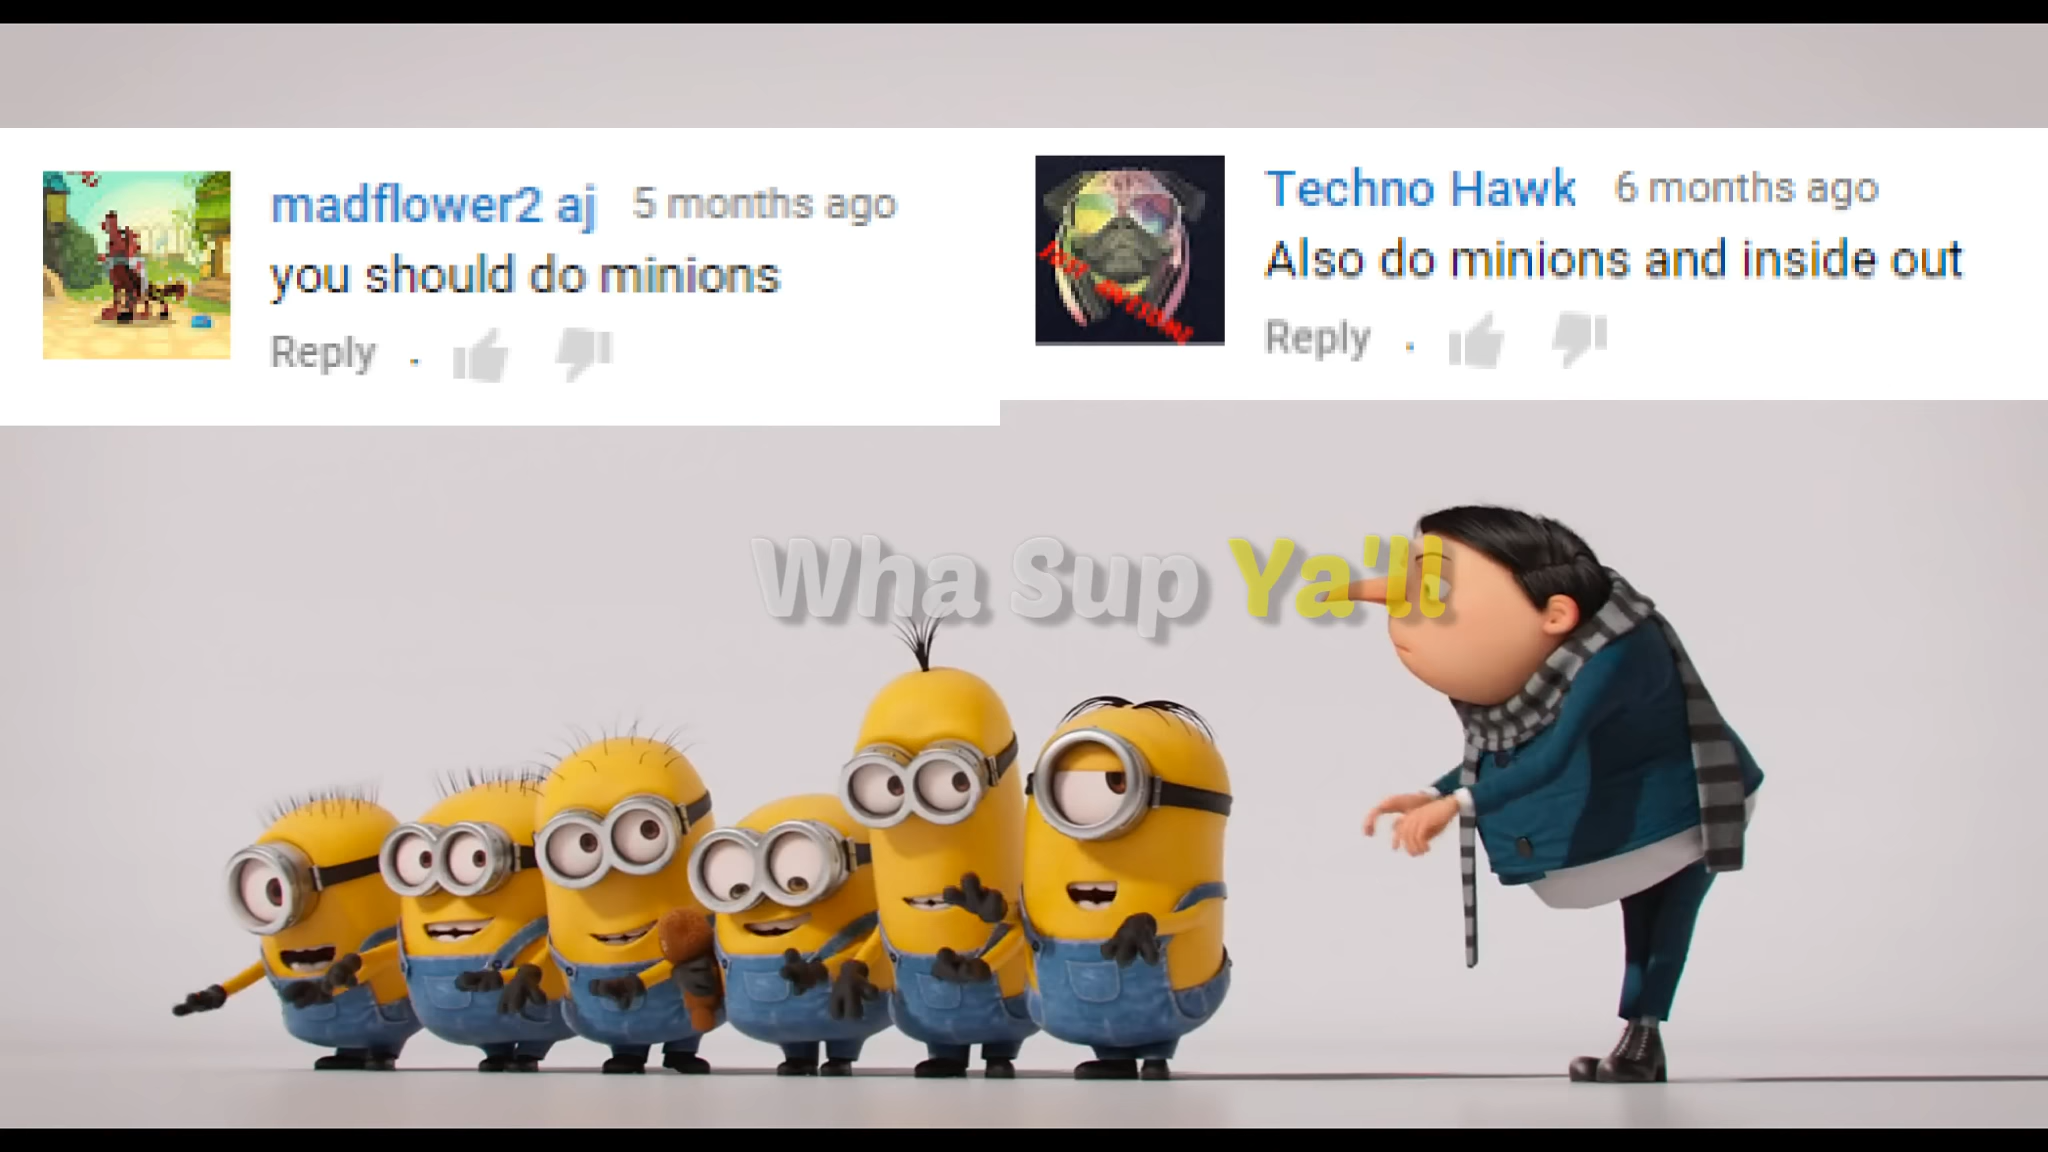 madflower2 aj 5 months ago
you should do minions
Reply .
Techno Hawk 6 months ago
Also do minions and inside out
Reply .
Wha Sup Ya'll